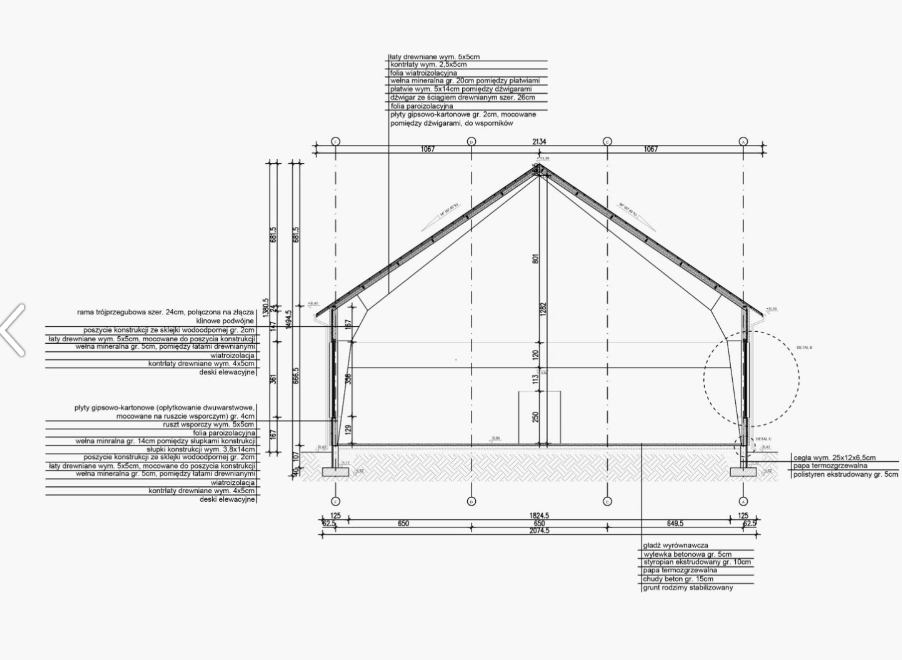 łaty drewniane wym. 5x5cm
kontrłaty wym. 2,5x5cm
folia wiatroizolacyjna
wełna mineralna gr. 20cm pomiędzy płatwiami
płatwie wym. 5x14cm pomiędzy dźwigarami
dźwigar ze ściągiem drewnianym szer. 26cm
folia paroizolacyjna
płyty gipsowo-kartonowe gr. 2cm, mocowane
pomiędzy dźwigarami, do wsporników
2134
1067 1067
681,5 681,5
801
1282
1494,5
rama trójprzegubowa szer. 24cm, połączona na złącza
klinowe podwójne
poszycie konstrukcji ze sklejki wodoodpornej gr. 2cm
łaty drewniane wym. 5x5cm, mocowane do poszycia konstrukcji
wełna mineralna gr. 5cm, pomiędzy łatami drewnianymi
wiatroizolacja
kontrłaty drewniane wym. 4x5cm
deski elewacyjne
147
167
361
666,5
120
113
250
129
167
107
płyty gipsowo-kartonowe (opłytkowanie dwuwarstwowe,
mocowane na ruszcie wsporczym) gr. 4cm
ruszt wsporczy wym. 5x5cm
folia paroizolacyjna
wełna minralna gr. 14cm pomiędzy słupkami konstrukcji
słupki konstrukcji wym. 3,8x14cm
poszycie konstrukcji ze sklejki wodoodpornej gr. 2cm
łaty drewniane wym. 5x5cm, mocowane do poszycia konstrukcji
wełna mineralna gr. 5cm, pomiędzy łatami drewnianymi
wiatroizolacja
kontrłaty drewniane wym. 4x5cm
deski elewacyjne
cegła wym. 25x12x6,5cm
papa termozgrzewalna
polistyren ekstrudowany gr. 5cm
125 1824.5 125
62.5 650 650 649.5 62.5
2074.5
gładź wyrównawcza
wylewka betonowa gr. 5cm
styropian ekstrudowany gr. 10cm
papa termozgrzewalna
chudy beton gr. 15cm
grunt rodzimy stabilizowany